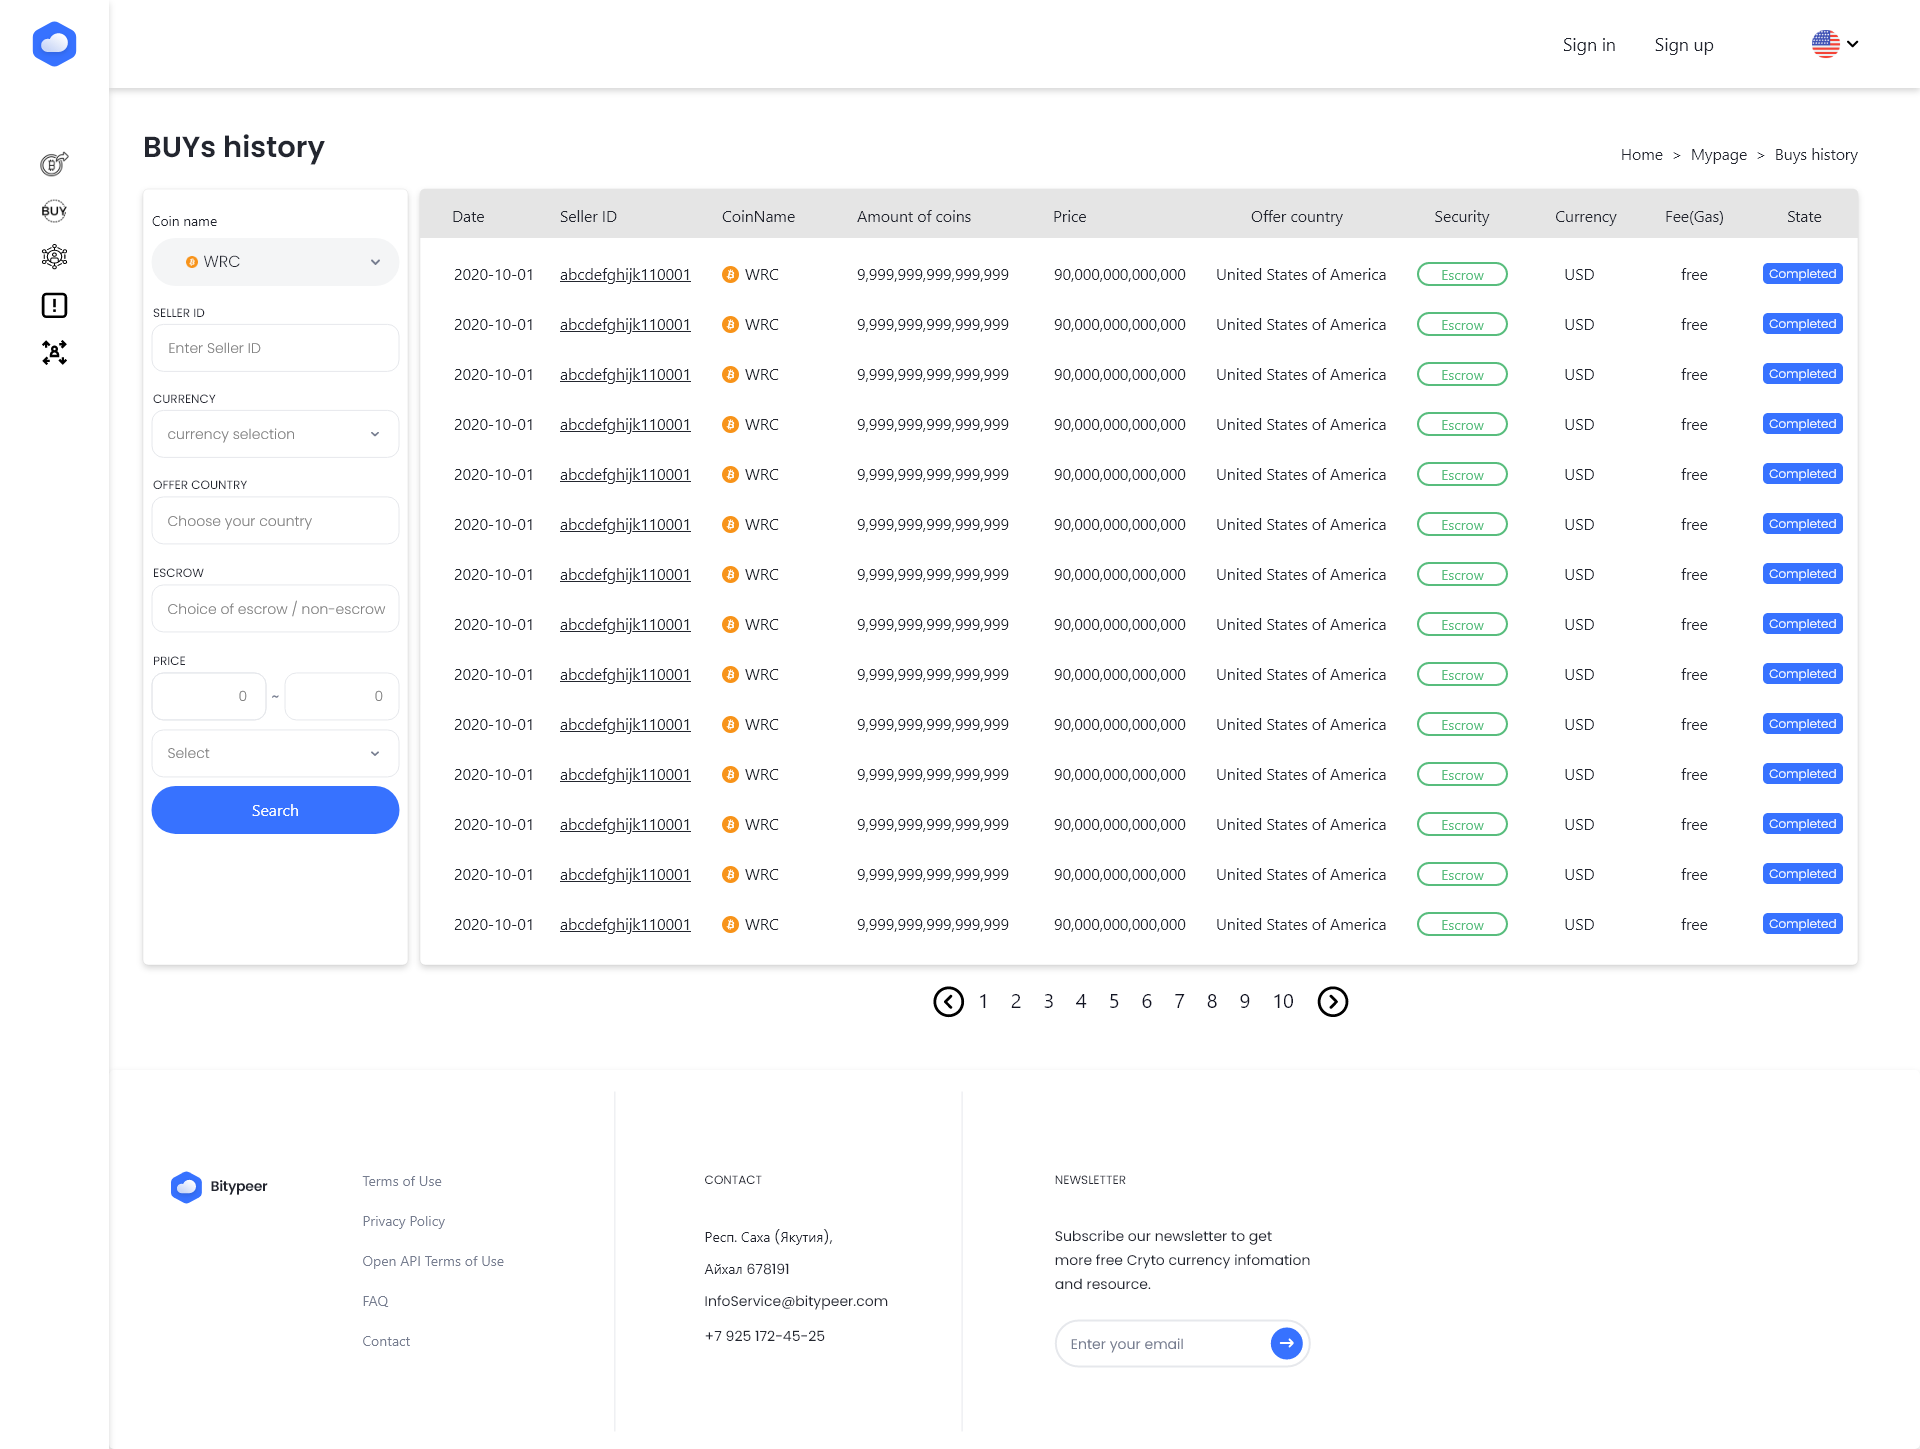 Sign in Sign up
BUYs history
Home > Mypage > Buys history
BUY
Coin name
WRC
SELLER ID
Enter Seller ID
CURRENCY
currency selection
OFFER COUNTRY
Choose your country
ESCROW
Choice of escrow / non-escrow
PRICE
0 ~ 0
Select
Search
Date Seller ID CoinName Amount of coins Price Offer country Security Currency Fee(Gas) State
2020-10-01 abcdefghijk110001 WRC 9,999,999,999,999,999 90,000,000,000,000 United States of America Escrow USD free Completed
2020-10-01 abcdefghijk110001 WRC 9,999,999,999,999,999 90,000,000,000,000 United States of America Escrow USD free Completed
2020-10-01 abcdefghijk110001 WRC 9,999,999,999,999,999 90,000,000,000,000 United States of America Escrow USD free Completed
2020-10-01 abcdefghijk110001 WRC 9,999,999,999,999,999 90,000,000,000,000 United States of America Escrow USD free Completed
2020-10-01 abcdefghijk110001 WRC 9,999,999,999,999,999 90,000,000,000,000 United States of America Escrow USD free Completed
2020-10-01 abcdefghijk110001 WRC 9,999,999,999,999,999 90,000,000,000,000 United States of America Escrow USD free Completed
2020-10-01 abcdefghijk110001 WRC 9,999,999,999,999,999 90,000,000,000,000 United States of America Escrow USD free Completed
2020-10-01 abcdefghijk110001 WRC 9,999,999,999,999,999 90,000,000,000,000 United States of America Escrow USD free Completed
2020-10-01 abcdefghijk110001 WRC 9,999,999,999,999,999 90,000,000,000,000 United States of America Escrow USD free Completed
2020-10-01 abcdefghijk110001 WRC 9,999,999,999,999,999 90,000,000,000,000 United States of America Escrow USD free Completed
2020-10-01 abcdefghijk110001 WRC 9,999,999,999,999,999 90,000,000,000,000 United States of America Escrow USD free Completed
2020-10-01 abcdefghijk110001 WRC 9,999,999,999,999,999 90,000,000,000,000 United States of America Escrow USD free Completed
2020-10-01 abcdefghijk110001 WRC 9,999,999,999,999,999 90,000,000,000,000 United States of America Escrow USD free Completed
2020-10-01 abcdefghijk110001 WRC 9,999,999,999,999,999 90,000,000,000,000 United States of America Escrow USD free Completed
1 2 3 4 5 6 7 8 9 10
Bitypeer
Terms of Use
Privacy Policy
Open API Terms of Use
FAQ
Contact
CONTACT
Респ. Саха (Якутия),
Айхал 678191
InfoService@bitypeer.com
+7 925 172-45-25
NEWSLETTER
Subscribe our newsletter to get
more free Cryto currency infomation
and resource.
Enter your email